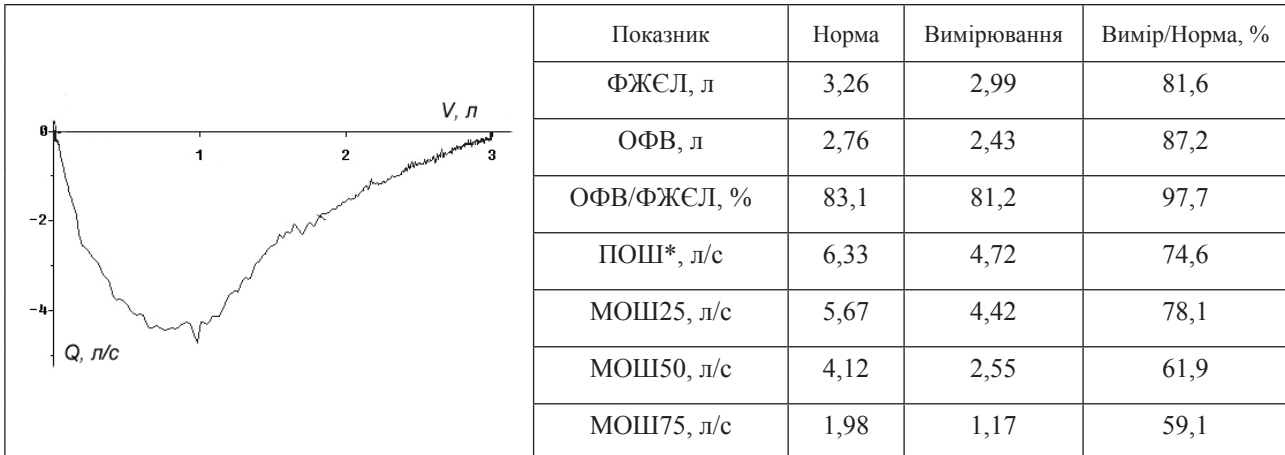 V, л
0
1
2
3
−2
−4
Q, л/с
Показник Норма Вимірювання Вимір/Норма, %
ФЖЄЛ, л 3,26 2,99 81,6
ОФВ, л 2,76 2,43 87,2
ОФВ/ФЖЄЛ, % 83,1 81,2 97,7
ПОШ*, л/с 6,33 4,72 74,6
МОШ25, л/с 5,67 4,42 78,1
МОШ50, л/с 4,12 2,55 61,9
МОШ75, л/с 1,98 1,17 59,1